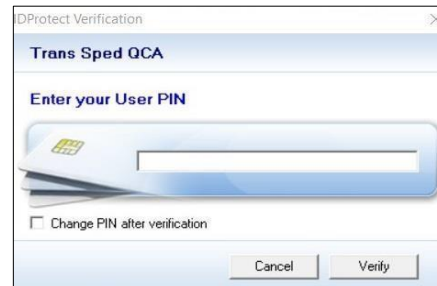 IDProtect Verification
Trans Sped QCA
Enter your User PIN
Change PIN after verification
Cancel
Verify